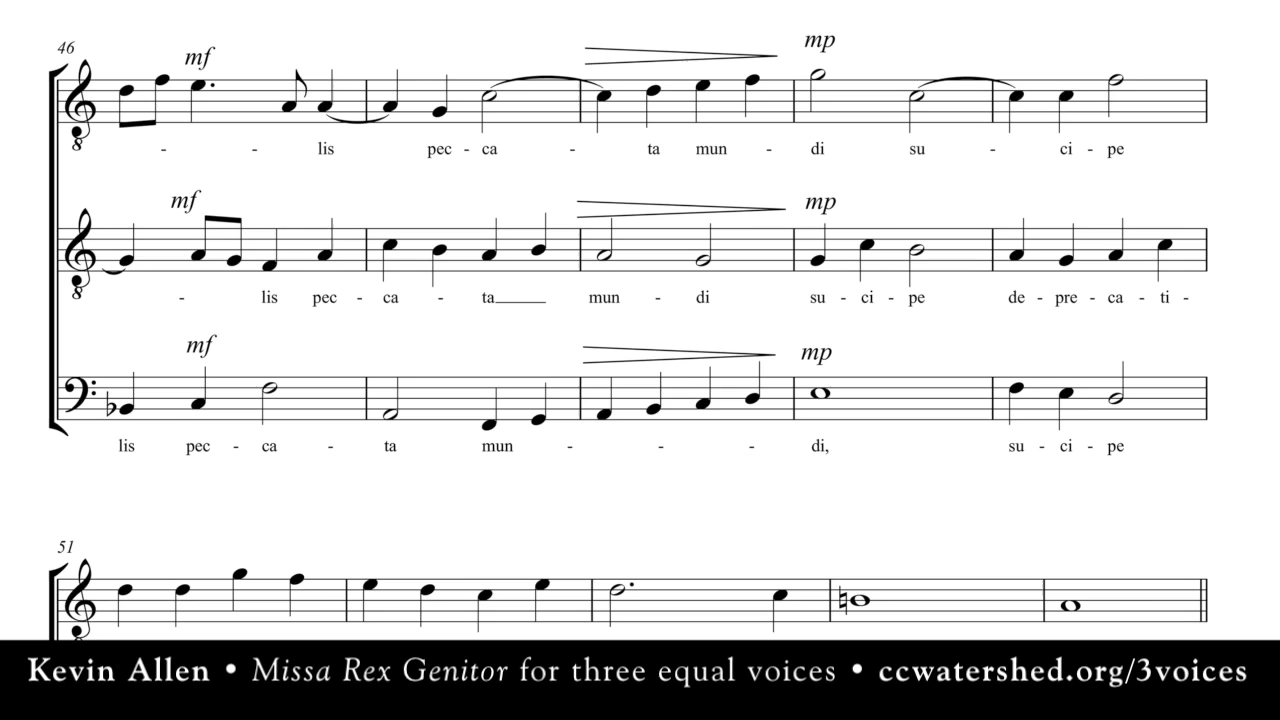 46
mf
- - lis pec - ca - ta mun - di su - ci - pe
mf mp
mp
- lis pec - ca - ta mun - di su - ci - pe de - pre - ca - ti -
mf
mp
lis pec - ca - ta mun - - - di, su - ci - pe
51
Kevin Allen • Missa Rex Genitor for three equal voices • ccwatershed.org/3voices